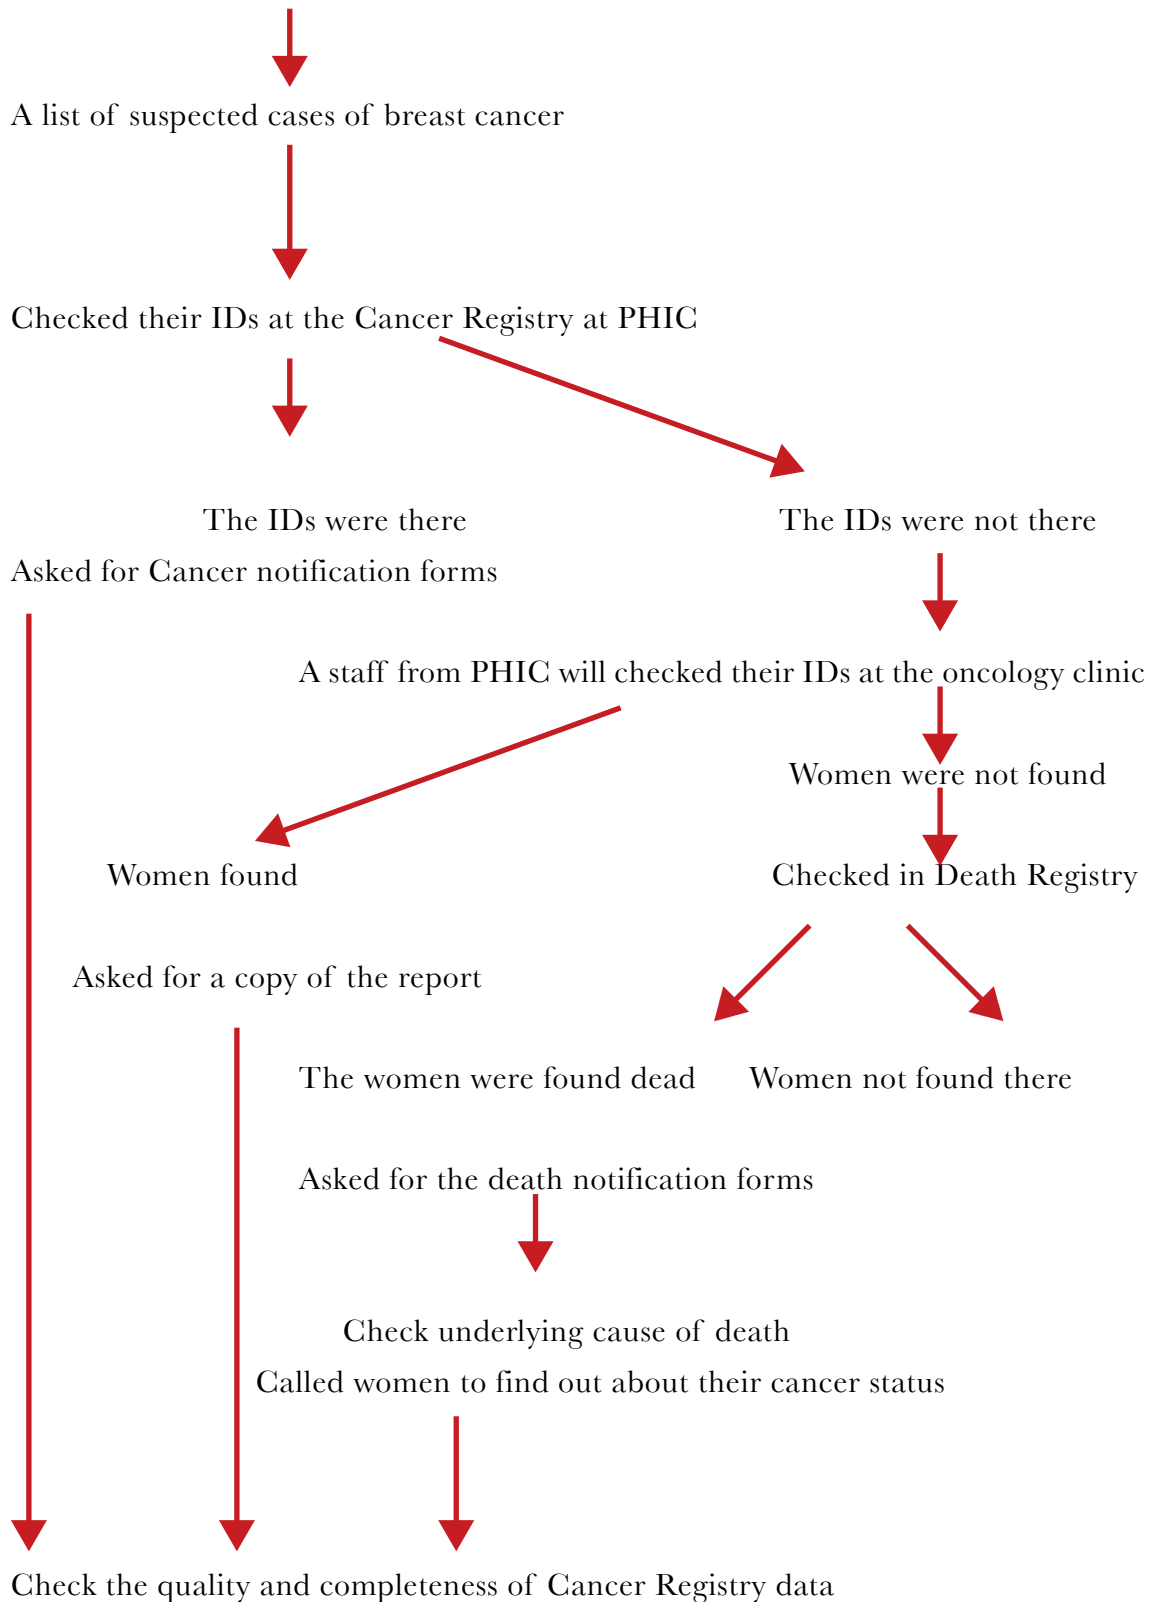 A list of suspected cases of breast cancer
Checked their IDs at the Cancer Registry at PHIC
The IDs were there
The IDs were not there
Asked for Cancer notification forms
A staff from PHIC will checked their IDs at the oncology clinic
Women were not found
Women found
Checked in Death Registry
Asked for a copy of the report
The women were found dead
Women not found there
Asked for the death notification forms
Check underlying cause of death
Called women to find out about their cancer status
Check the quality and completeness of Cancer Registry data